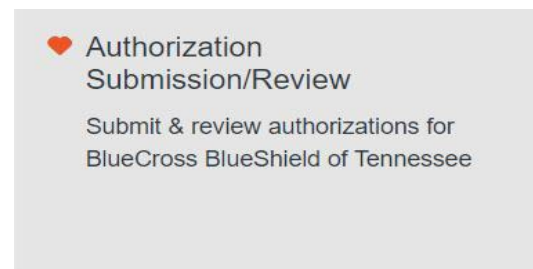 Authorization
Submission/Review
Submit & review authorizations for
BlueCross BlueShield of Tennessee